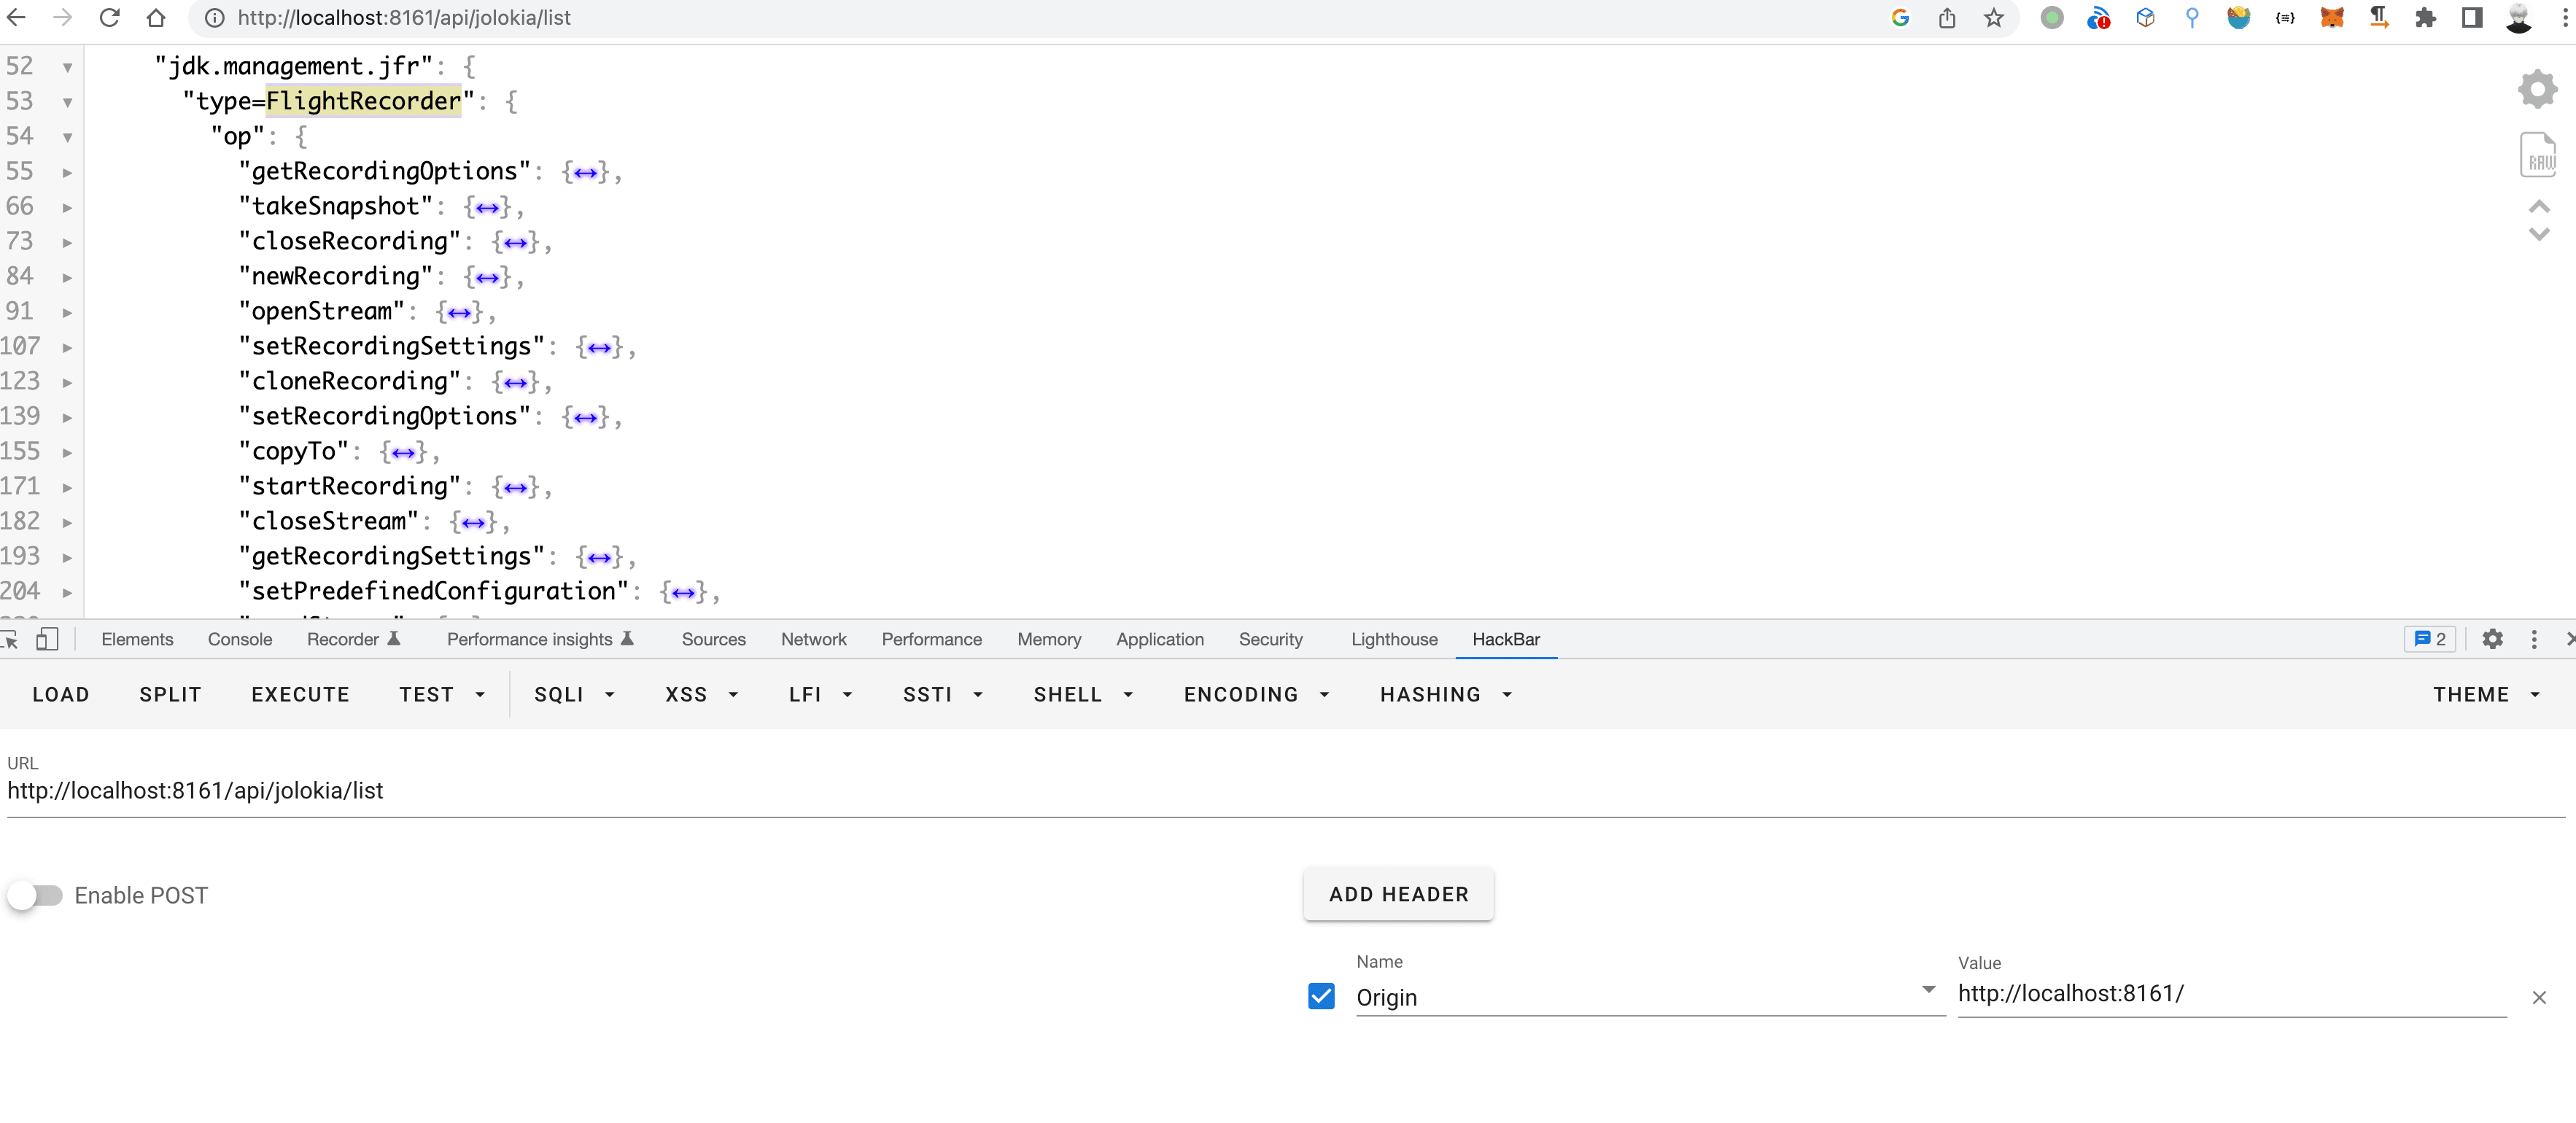 http://localhost:8161/api/jolokia/list
52 "jdk.management.jfr": {
53 "type=FlightRecorder": {
54 "op": {
55 "getRecordingOptions": {↔},
66 "takeSnapshot": {↔},
73 "closeRecording": {↔},
84 "newRecording": {↔},
91 "openStream": {↔},
107 "setRecordingSettings": {↔},
123 "cloneRecording": {↔},
139 "setRecordingOptions": {↔},
155 "copyTo": {↔},
171 "startRecording": {↔},
182 "closeStream": {↔},
193 "getRecordingSettings": {↔},
204 "setPredefinedConfiguration": {↔},
RAW
Elements Console Recorder Performance insights Sources Network Performance Memory Application Security Lighthouse HackBar 2
LOAD SPLIT EXECUTE TEST SQLI XSS LFI SSTI SHELL ENCODING HASHING THEME
URL
http://localhost:8161/api/jolokia/list
Enable POST
ADD HEADER
Name Value
Origin http://localhost:8161/